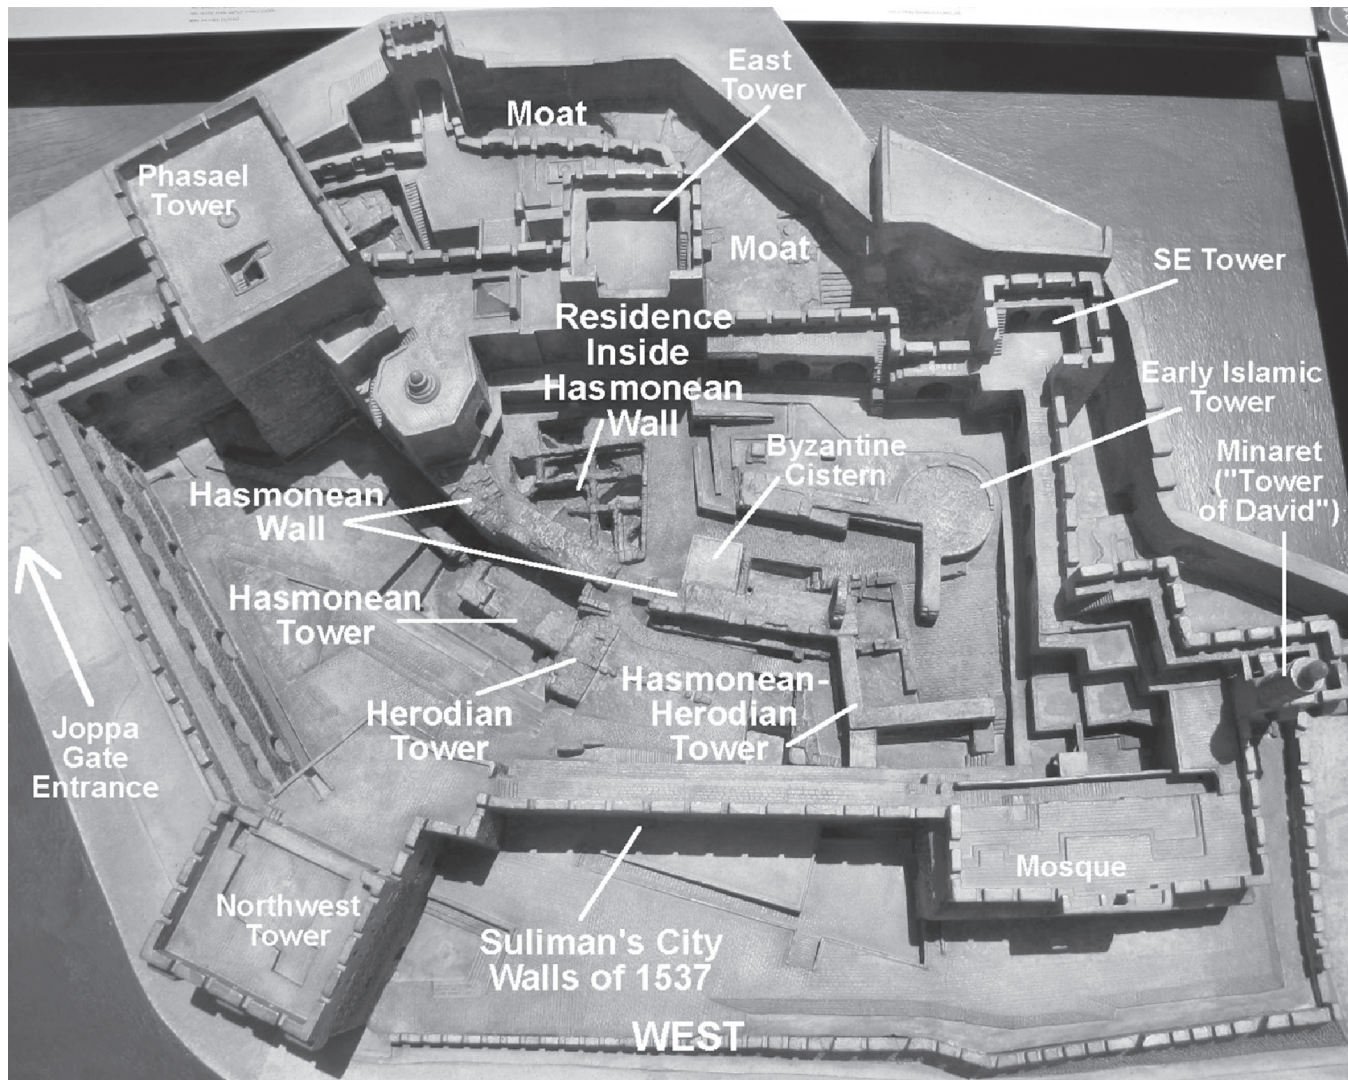 East
Tower
Moat
Phasael
Tower
Moat
SE Tower
Residence
Inside
Hasmonean
Wall
Early Islamic
Tower
Byzantine
Cistern
Minaret
("Tower
of David")
Hasmonean
Wall
Hasmonean
Tower
Herodian
Tower
Hasmonean-
Herodian
Tower
Joppa
Gate
Entrance
Mosque
Northwest
Tower
Suliman's City
Walls of 1537
WEST